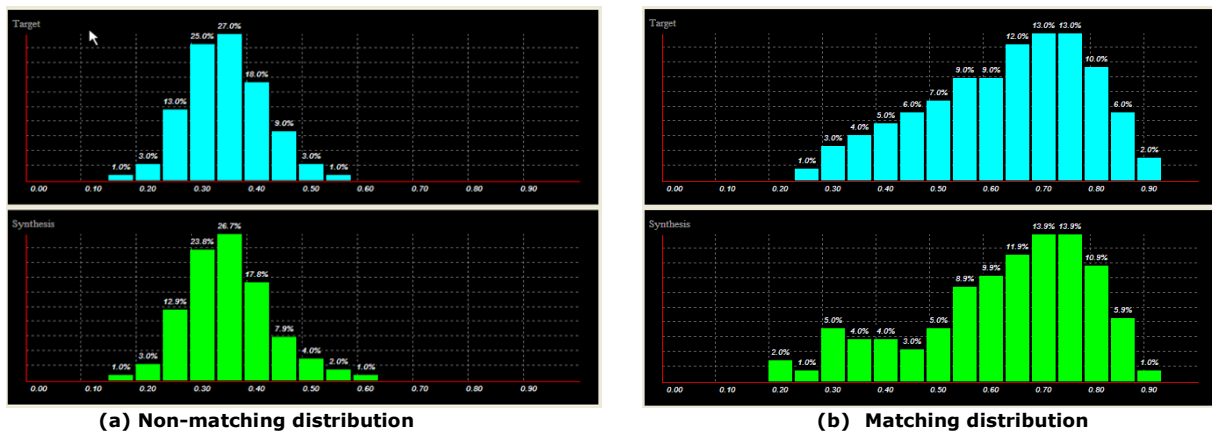 Target
1.0% 3.0% 13.0% 25.0% 27.0% 18.0% 9.0% 3.0% 1.0%
0.00 0.10 0.20 0.30 0.40 0.50 0.60 0.70 0.80 0.90
Synthesis
1.0% 3.0% 12.9% 23.8% 26.7% 17.8% 7.9% 4.0% 2.0% 1.0%
0.00 0.10 0.20 0.30 0.40 0.50 0.60 0.70 0.80 0.90
(a) Non-matching distribution
Target
1.0% 3.0% 4.0% 5.0% 6.0% 7.0% 9.0% 9.0% 12.0% 13.0% 13.0% 10.0% 6.0% 2.0%
0.00 0.10 0.20 0.30 0.40 0.50 0.60 0.70 0.80 0.90
Synthesis
2.0% 1.0% 5.0% 4.0% 4.0% 3.0% 5.0% 8.9% 9.9% 11.9% 13.9% 13.9% 10.9% 5.9% 1.0%
0.00 0.10 0.20 0.30 0.40 0.50 0.60 0.70 0.80 0.90
(b) Matching distribution